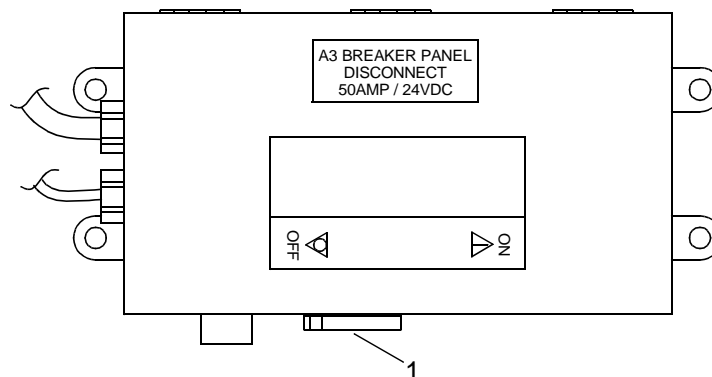 A3 BREAKER PANEL
DISCONNECT
50AMP / 24VDC
OFF
ON
1